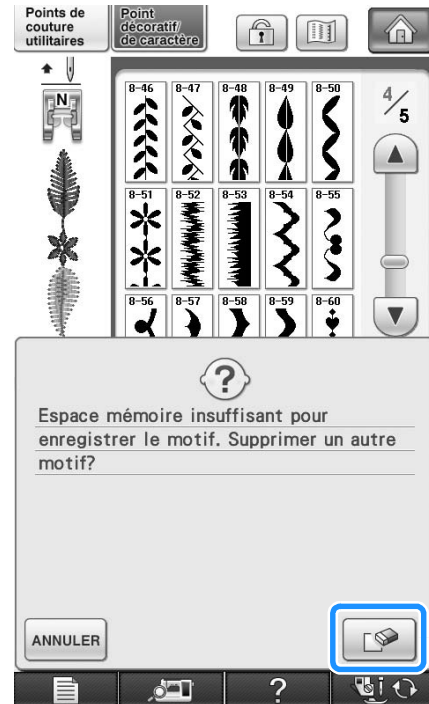 Points de
couture
utilitaires
Point
décoratif/
de caractère
N
8-46 8-47 8-48 8-49 8-50
4/5
8-51 8-52 8-53 8-54 8-55
8-56 8-57 8-58 8-59 8-60
?
Espace mémoire insuffisant pour
enregistrer le motif. Supprimer un autre
motif?
ANNULER
?